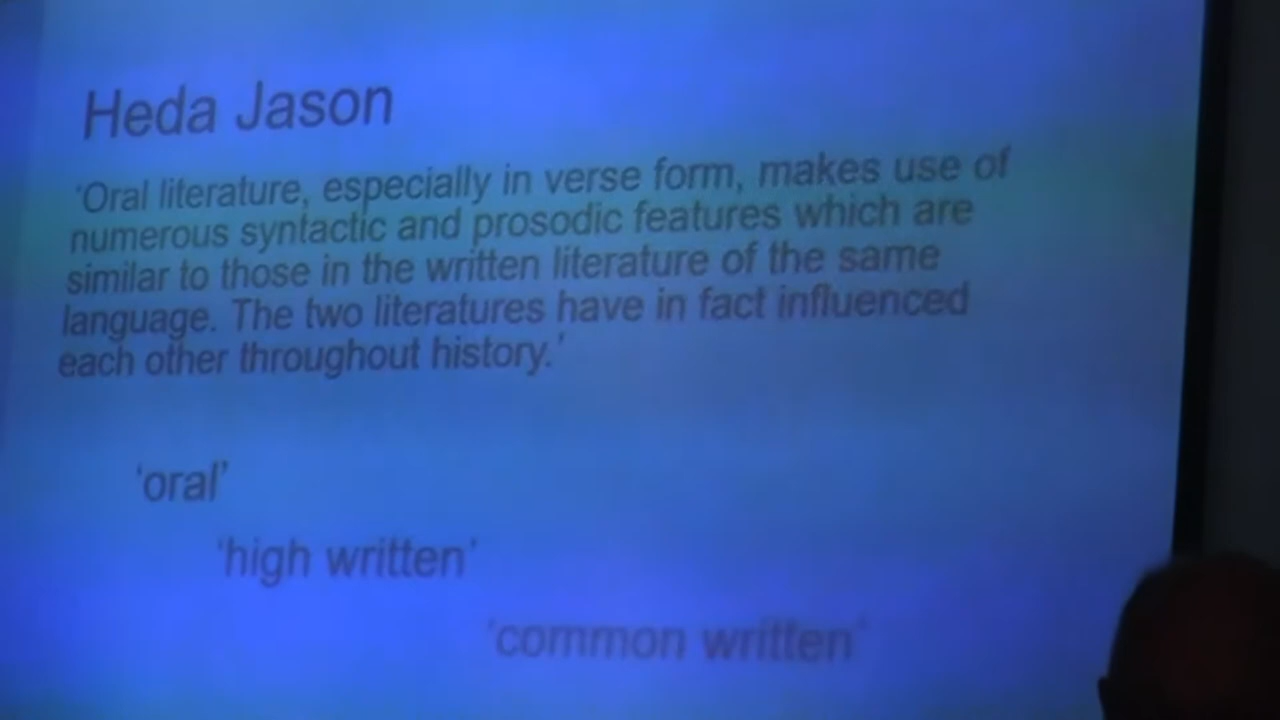 Heda Jason
‘Oral literature, especially in verse form, makes use of
numerous syntactic and prosodic features which are
similar to those in the written literature of the same
language. The two literatures have in fact influenced
each other throughout history.’
‘oral’
‘high written’
‘common written’